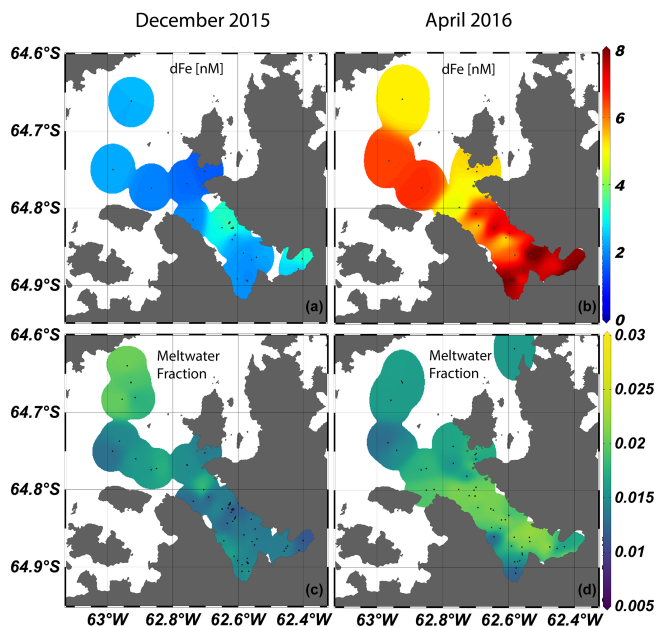 December 2015
April 2016
64.6°S
dFe [nM]
dFe [nM]
8
64.7°S
6
64.8°S
4
2
64.9°S
(a)
(b)
0
64.6°S
Meltwater
Fraction
Meltwater
Fraction
0.03
0.025
64.7°S
0.02
64.8°S
0.015
0.01
64.9°S
(c)
(d)
0.005
63°W
62.8°W
62.6°W
62.4°W
63°W
62.8°W
62.6°W
62.4°W